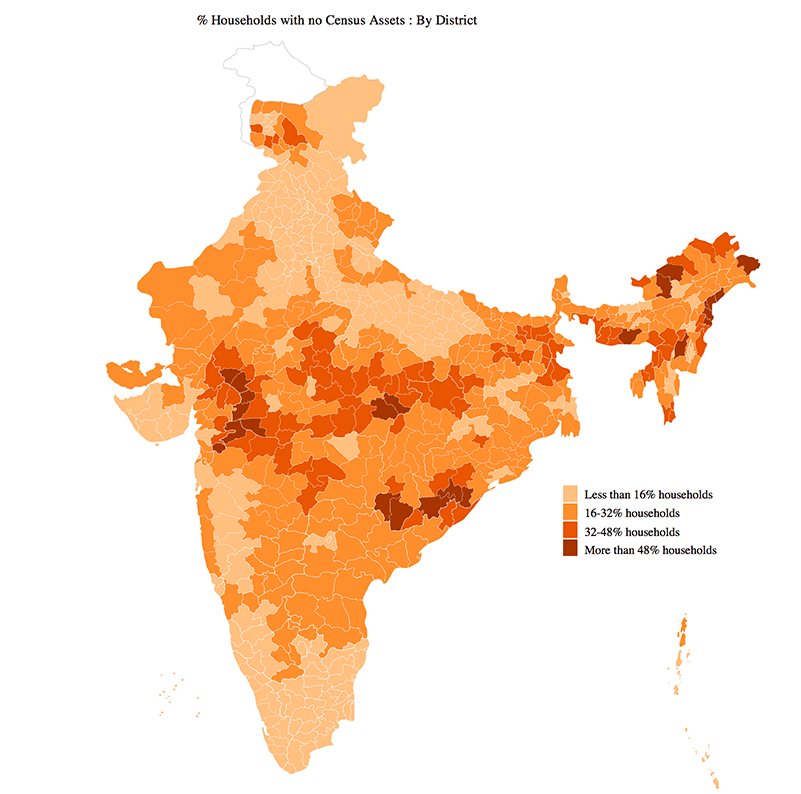 % Households with no Census Assets : By District
Less than 16% households
16-32% households
32-48% households
More than 48% households